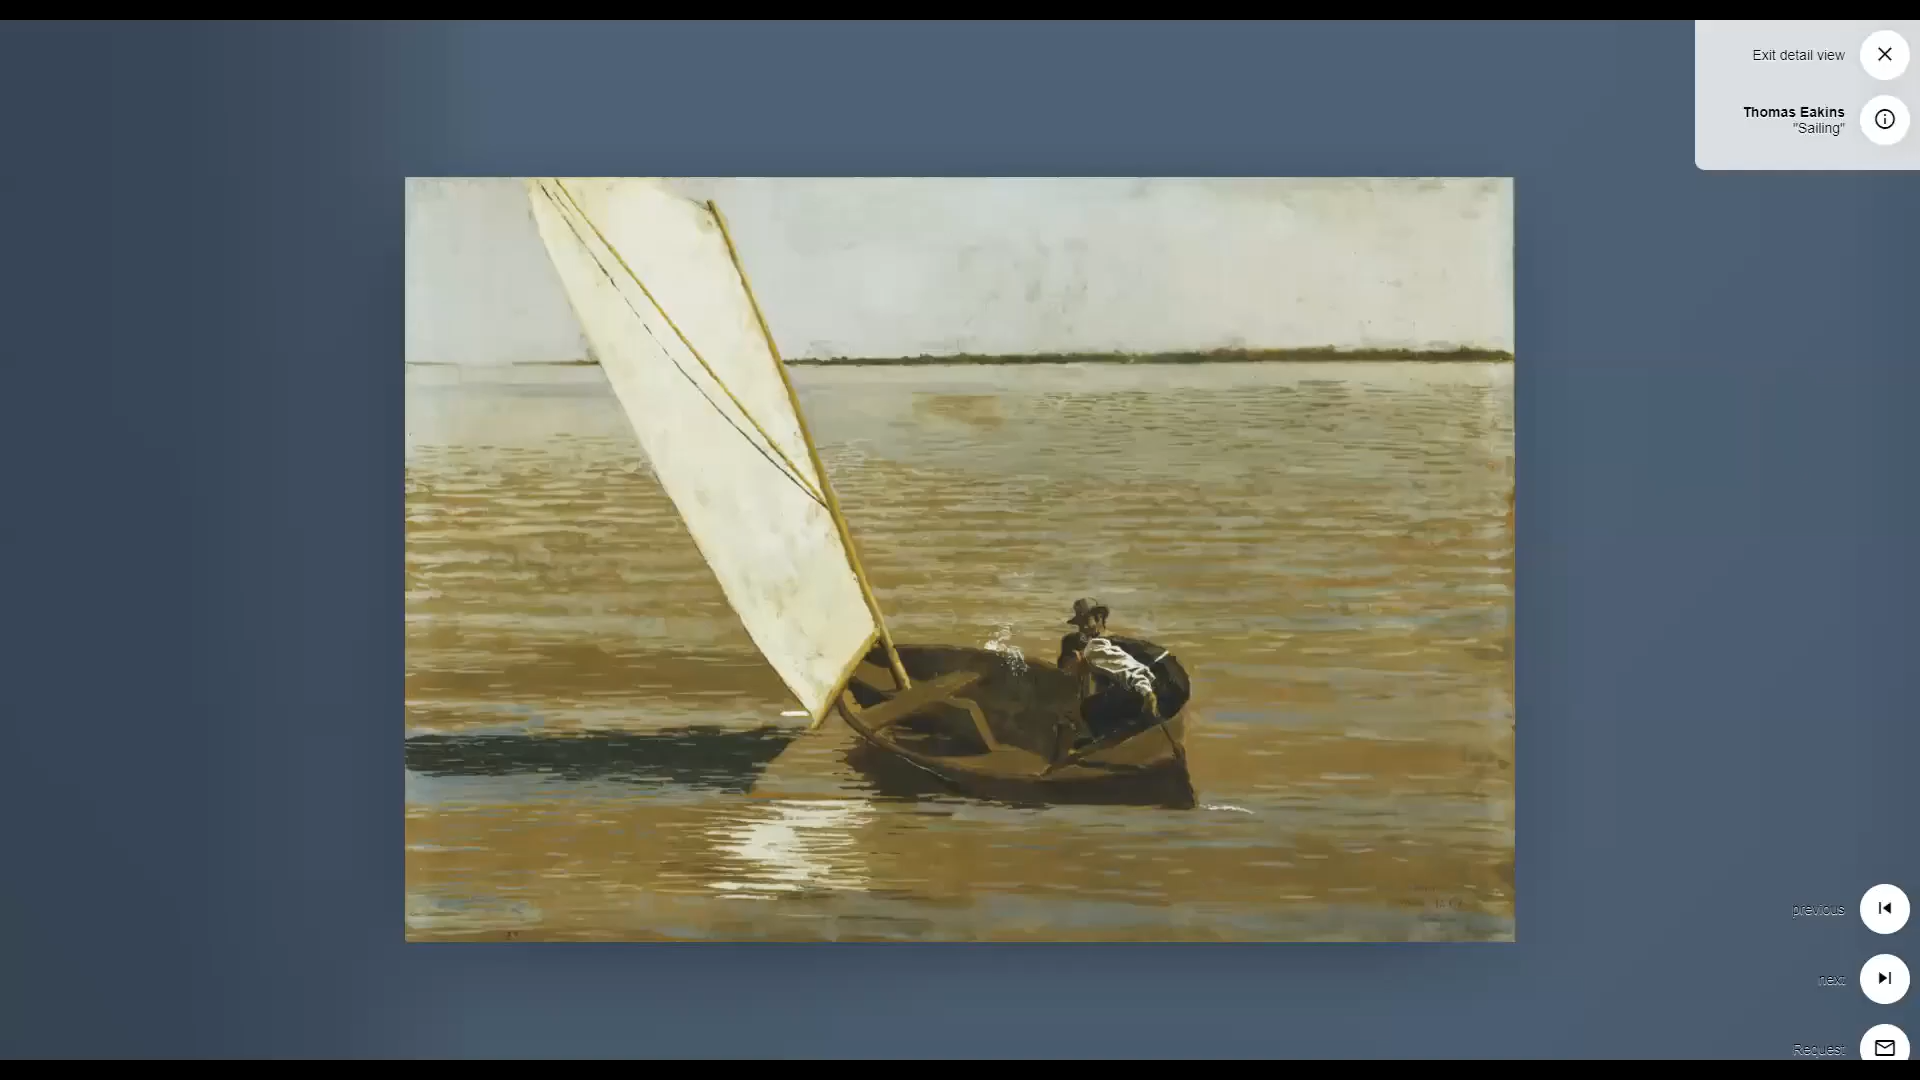 Exit detail view
Thomas Eakins
"Sailing"
previous
next
Request